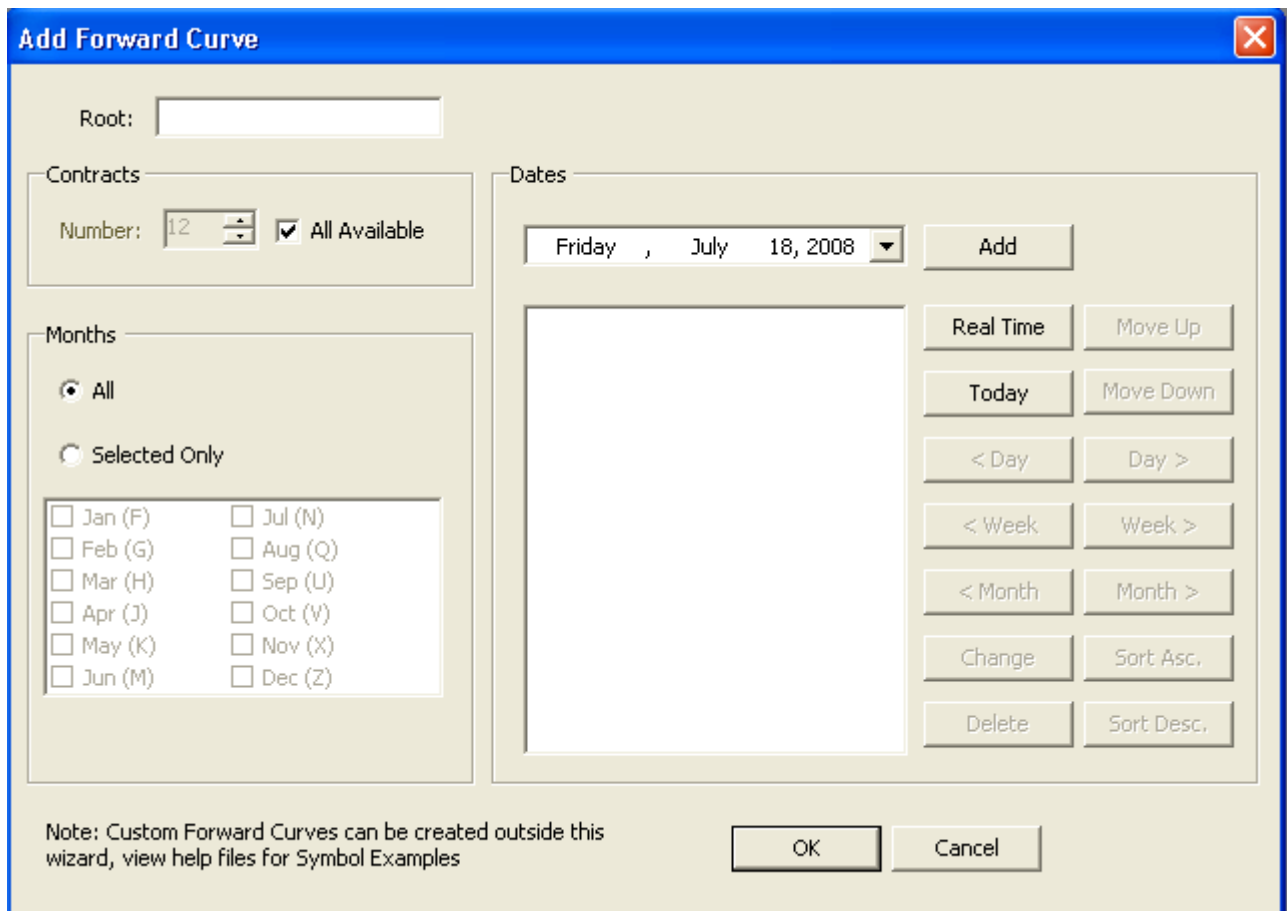 Add Forward Curve
Root:
Contracts
Number: 12 All Available
Months
All
Selected Only
Jan (F) Jul (N)
Feb (G) Aug (Q)
Mar (H) Sep (U)
Apr (J) Oct (V)
May (K) Nov (X)
Jun (M) Dec (Z)
Dates
Friday , July 18, 2008 Add
Real Time Move Up
Today Move Down
< Day Day >
< Week Week >
< Month Month >
Change Sort Asc.
Delete Sort Desc.
Note: Custom Forward Curves can be created outside this
wizard, view help files for Symbol Examples
OK Cancel